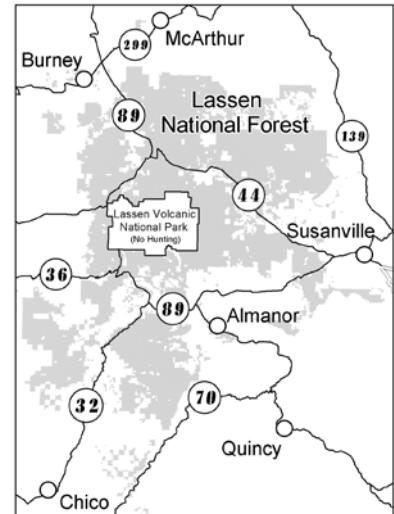 McArthur
299
Burney
89
Lassen
National Forest
139
44
Lassen Volcanic
National Park
(No Hunting)
Susanville
36
89
Almanor
32
70
Quincy
Chico